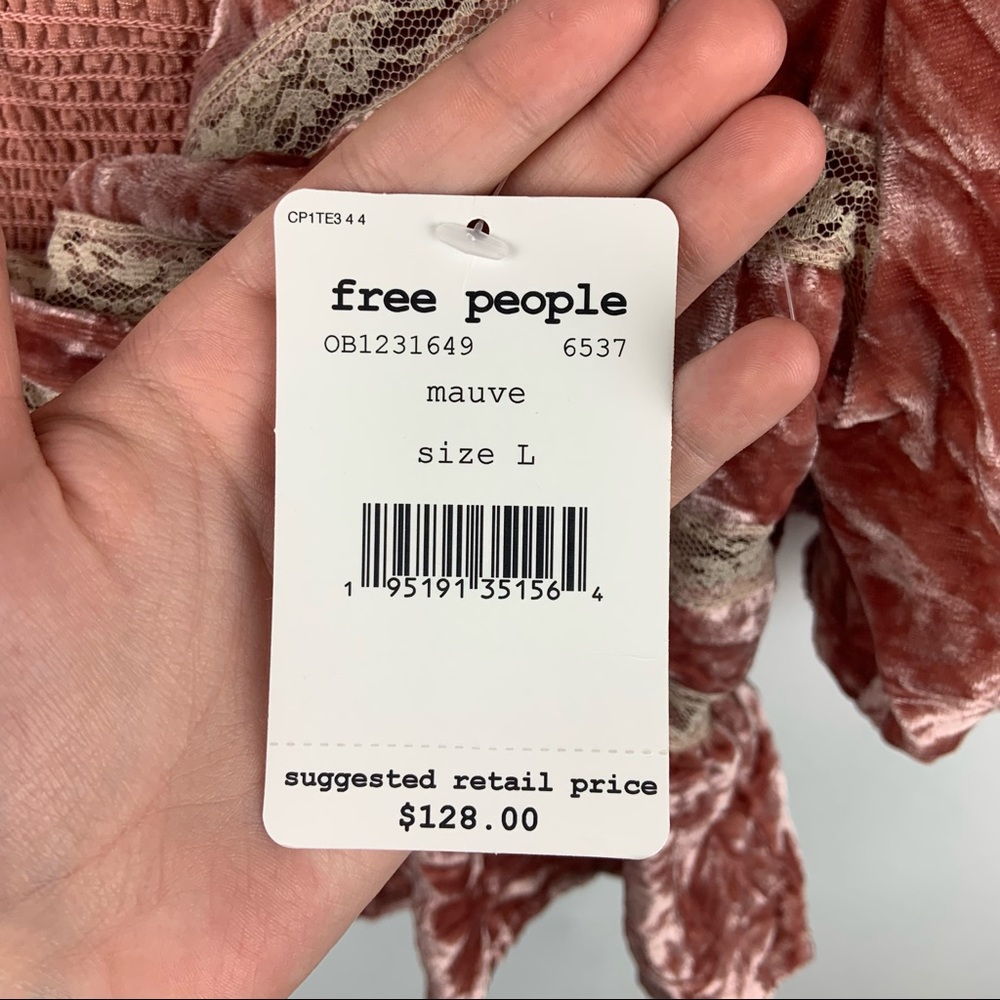 CP1TE3 4 4
free people
OB1231649 6537
mauve
size L
1 95191 35156 4
suggested retail price
$128.00